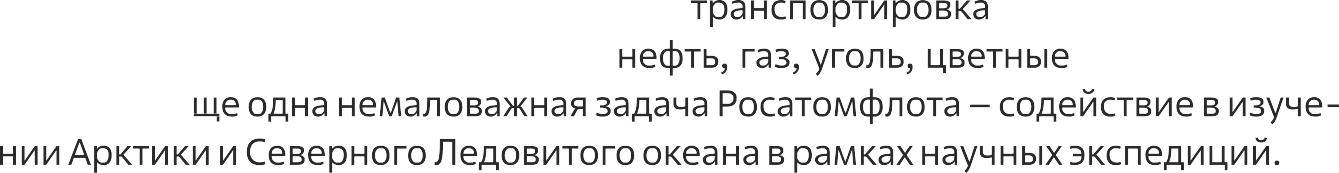 транспортировка
нефть, газ, уголь, цветные
ще одна немаловажная задача Росатомфлота – содействие в изуче-
нии Арктики и Северного Ледовитого океана в рамках научных экспедиций.